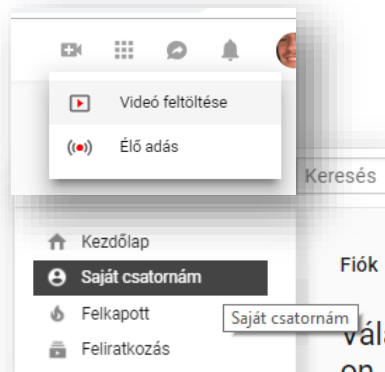 Videó feltöltése
Élő adás
Keresés
Kezdőlap
Saját csatornám
Felkapott
Feliratkozás
Fiók
Saját csatornám